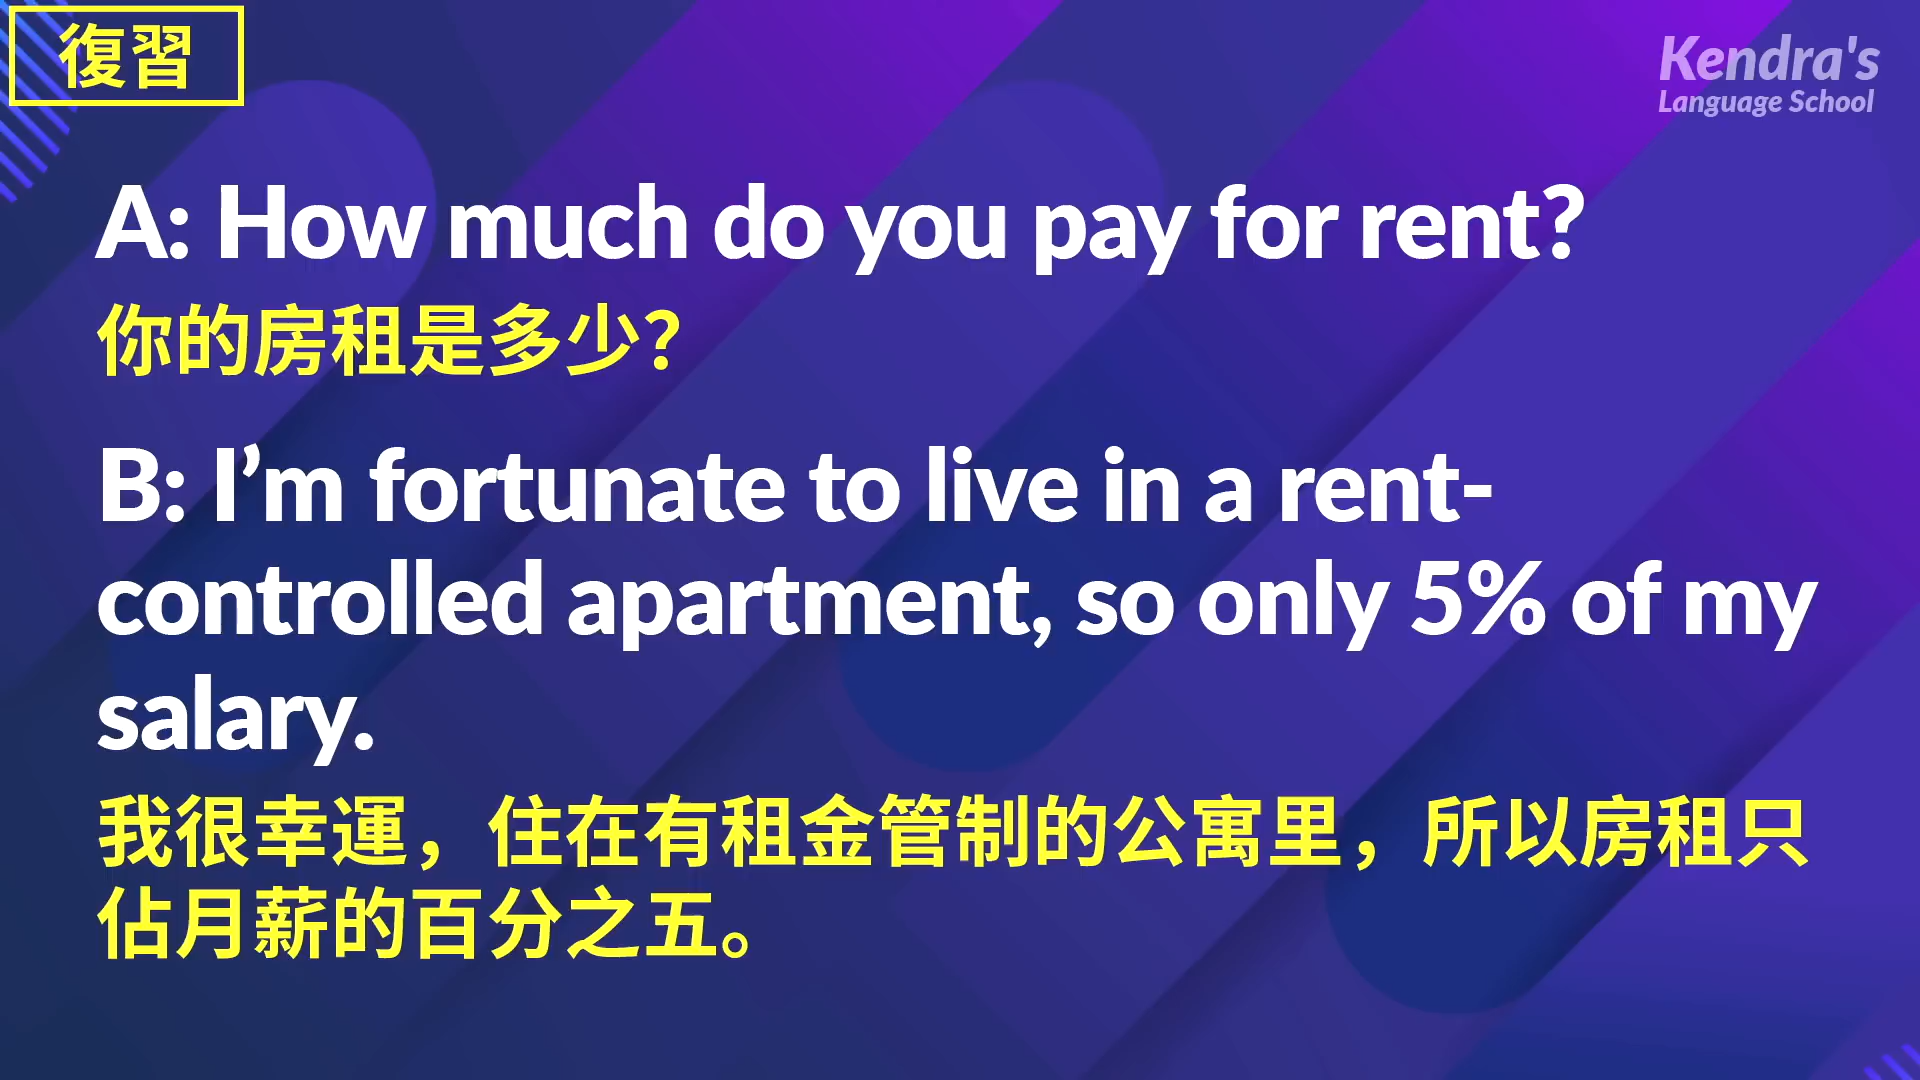 復習
Kendra's
Language School
A: How much do you pay for rent?
你的房租是多少?
B: I’m fortunate to live in a rent-
controlled apartment, so only 5% of my
salary.
我很幸運，住在有租金管制的公寓里，所以房租只
佔月薪的百分之五。